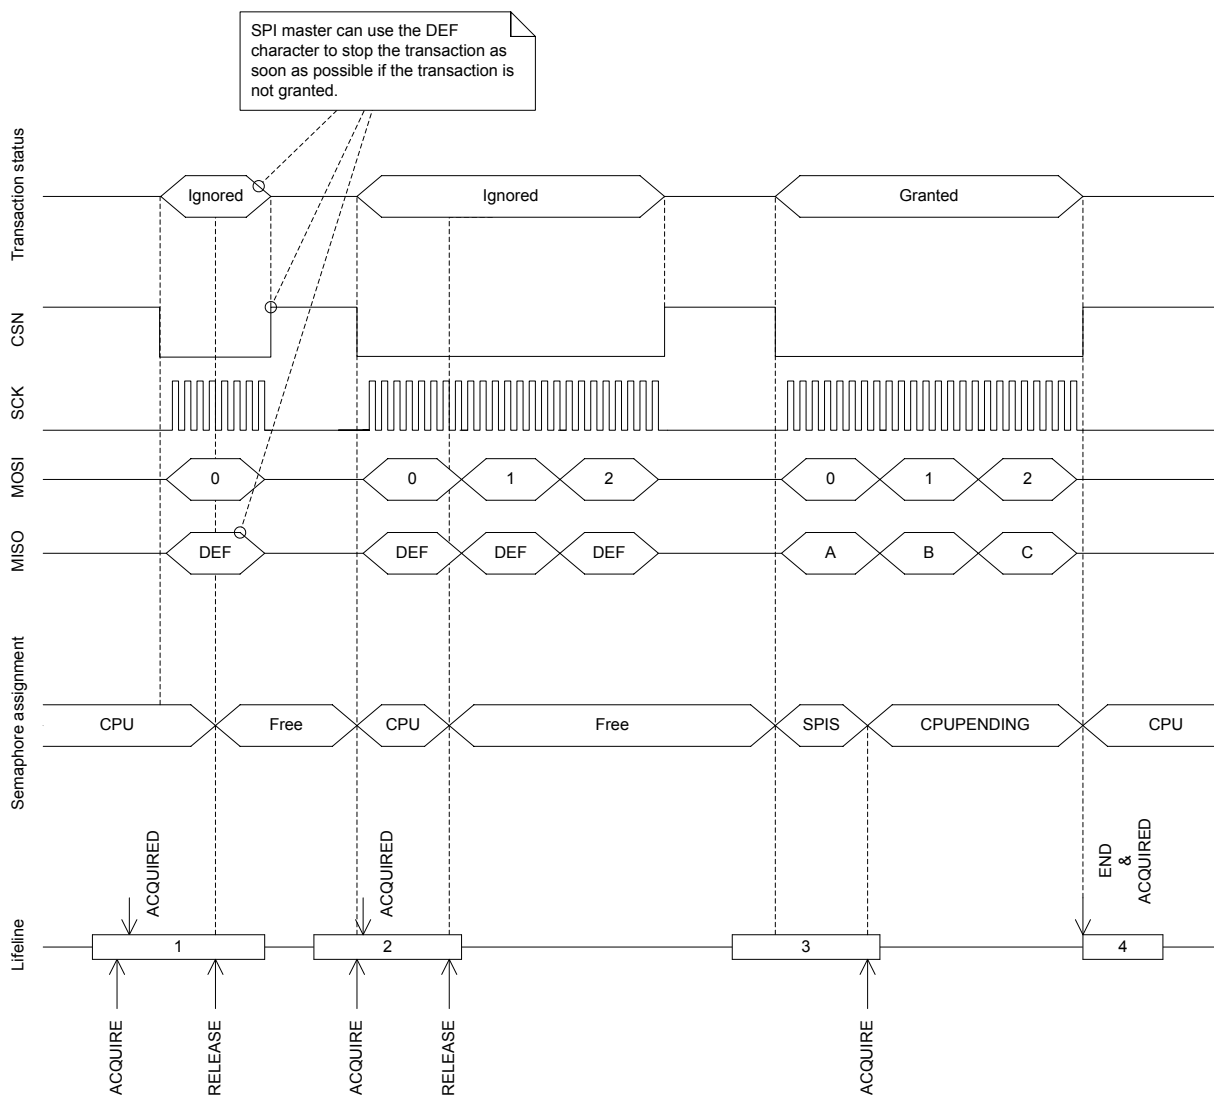 SPI master can use the DEF
character to stop the transaction as
soon as possible if the transaction is
not granted.
Transaction status
Ignored
Ignored
Granted
CSN
SCK
MOSI
0
0
1
2
0
1
2
MISO
DEF
DEF
DEF
DEF
A
B
C
Semaphore assignment
CPU
Free
CPU
Free
SPIS
CPUPENDING
CPU
ACQUIRED
ACQUIRED
END
&
ACQUIRED
Lifeline
1
2
3
4
ACQUIRE
RELEASE
ACQUIRE
RELEASE
ACQUIRE